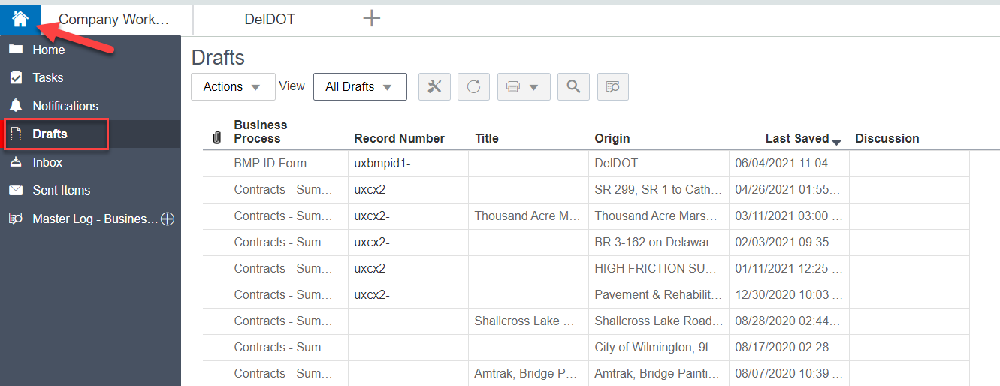 Company Work… DelDOT
Home
Tasks
Notifications
Drafts
Inbox
Sent Items
Master Log - Busines…
Drafts
Actions View All Drafts
Business Process Record Number Title Origin Last Saved Discussion
BMP ID Form uxbmpid1- DelDOT 06/04/2021 11:04 …
Contracts - Sum… uxcx2- SR 299, SR 1 to Cath… 04/26/2021 01:55…
Contracts - Sum… uxcx2- Thousand Acre M… Thousand Acre Mars… 03/11/2021 03:00 …
Contracts - Sum… uxcx2- BR 3-162 on Delawar… 02/03/2021 09:35 …
Contracts - Sum… uxcx2- HIGH FRICTION SU… 01/11/2021 12:25 …
Contracts - Sum… uxcx2- Pavement & Rehabilit… 12/30/2020 10:03 …
Contracts - Sum… Shallcross Lake … Shallcross Lake Road… 08/28/2020 02:44…
Contracts - Sum… City of Wilmington, 9t… 08/17/2020 02:28…
Contracts - Sum… Amtrak, Bridge P… Amtrak, Bridge Painti… 08/07/2020 10:39 …